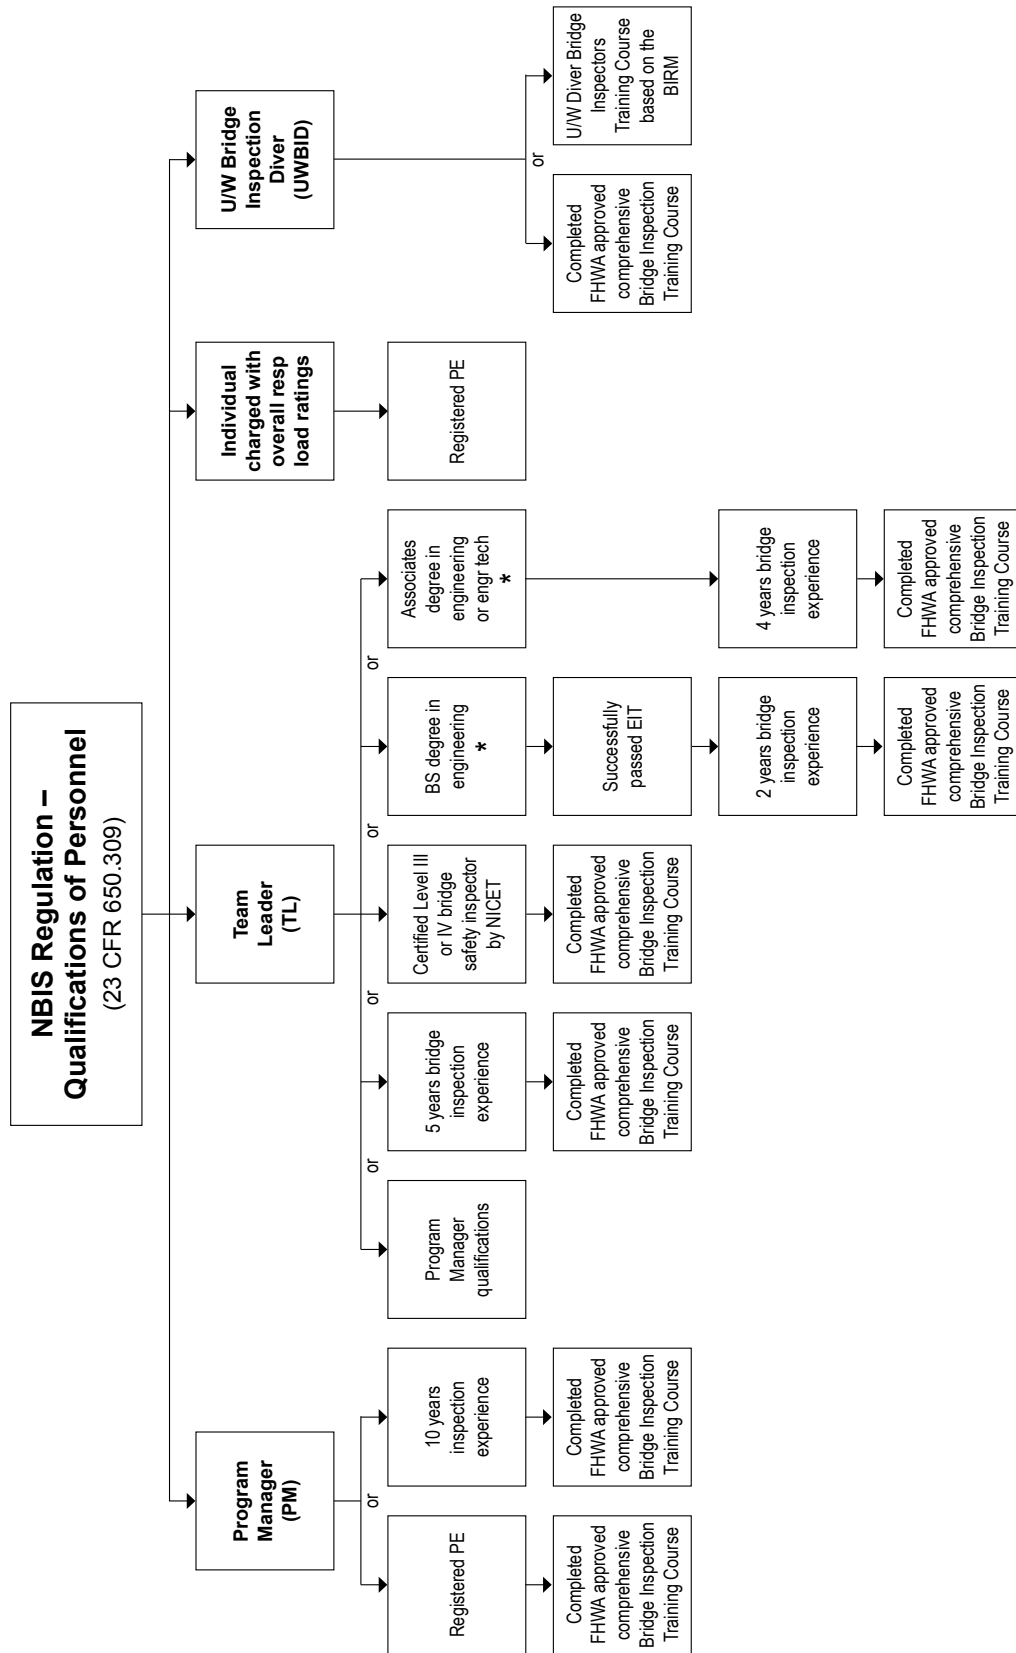 NBIS Regulation –
Qualifications of Personnel
(23 CFR 650.309)
Program
Manager
(PM)
Team
Leader
(TL)
Individual
charged with
overall resp
load ratings
U/W Bridge
Inspection
Diver
(UWBID)
or
Registered PE
10 years
inspection
experience
Completed
FHWA approved
comprehensive
Bridge Inspection
Training Course
Completed
FHWA approved
comprehensive
Bridge Inspection
Training Course
or
or
or
or
Program
Manager
qualifications
5 years bridge
inspection
experience
Certified Level III
or IV bridge
safety inspector
by NICET
BS degree in
engineering
*
Associates
degree in
engineering
or engr tech
*
Completed
FHWA approved
comprehensive
Bridge Inspection
Training Course
Completed
FHWA approved
comprehensive
Bridge Inspection
Training Course
Successfully
passed EIT
2 years bridge
inspection
experience
4 years bridge
inspection
experience
Completed
FHWA approved
comprehensive
Bridge Inspection
Training Course
Completed
FHWA approved
comprehensive
Bridge Inspection
Training Course
Registered PE
or
Completed
FHWA approved
comprehensive
Bridge Inspection
Training Course
U/W Diver Bridge
Inspectors
Training Course
based on the
BIRM